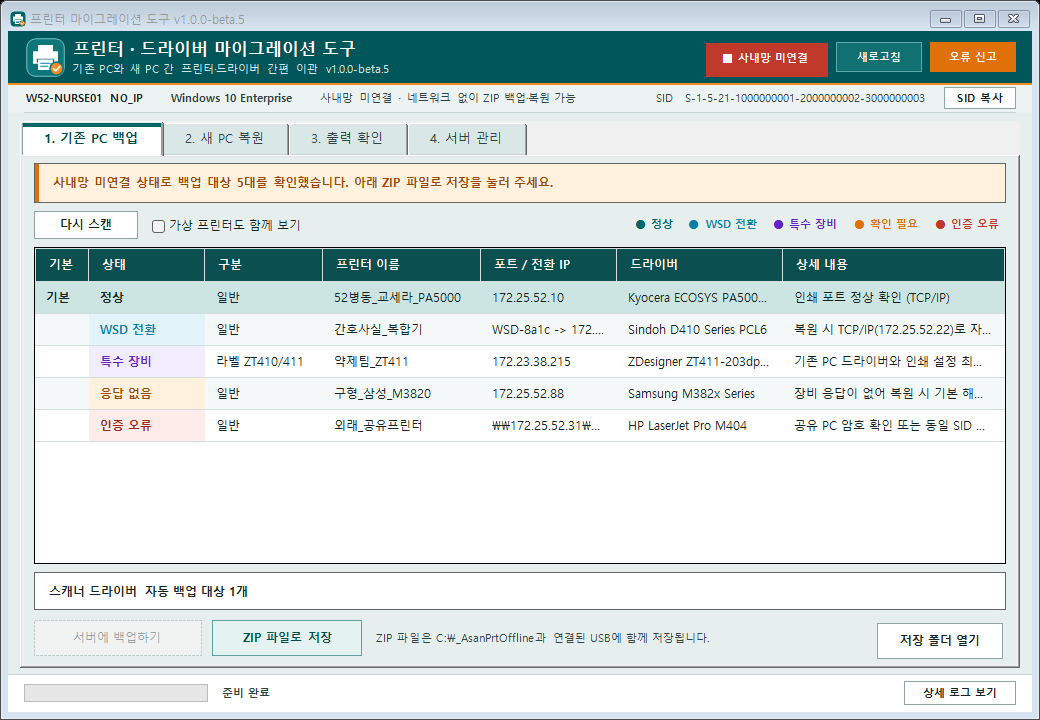 프린터 마이그레이션 도구 v1.0.0-beta.5
프린터 · 드라이버 마이그레이션 도구
기존 PC와 새 PC 간 프린터·드라이버 간편 이관 v1.0.0-beta.5
■ 사내망 미연결
새로고침
오류 신고
W52-NURSE01 NO_IP
Windows 10 Enterprise
사내망 미연결 · 네트워크 없이 ZIP 백업·복원 가능
SID S-1-5-21-1000000001-2000000002-3000000003
SID 복사
1. 기존 PC 백업
2. 새 PC 복원
3. 출력 확인
4. 서버 관리
사내망 미연결 상태로 백업 대상 5대를 확인했습니다. 아래 ZIP 파일로 저장을 눌러 주세요.
다시 스캔
가상 프린터도 함께 보기
● 정상 ● WSD 전환 ● 특수 장비 ● 확인 필요 ● 인증 오류
기본 상태 구분 프린터 이름 포트 / 전환 IP 드라이버 상세 내용
기본 정상 일반 52병동_교세라_PA5000 172.25.52.10 Kyocera ECOSYS PA500... 인쇄 포트 정상 확인 (TCP/IP)
WSD 전환 일반 간호사실_복합기 WSD-8a1c -> 172.... Sindoh D410 Series PCL6 복원 시 TCP/IP(172.25.52.22)로 자...
특수 장비 라벨 ZT410/411 약제팀_ZT411 172.23.38.215 ZDesigner ZT411-203dp... 기존 PC 드라이버와 인쇄 설정 최...
응답 없음 일반 구형_삼성_M3820 172.25.52.88 Samsung M382x Series 장비 응답이 없어 복원 시 기본 해...
인증 오류 일반 외래_공유프린터 ₩₩172.25.52.31₩... HP LaserJet Pro M404 공유 PC 암호 확인 또는 동일 SID ...
스캐너 드라이버 자동 백업 대상 1개
서버에 백업하기
ZIP 파일로 저장
ZIP 파일은 C:₩_AsanPrtOffline과 연결된 USB에 함께 저장됩니다.
저장 폴더 열기
준비 완료
상세 로그 보기